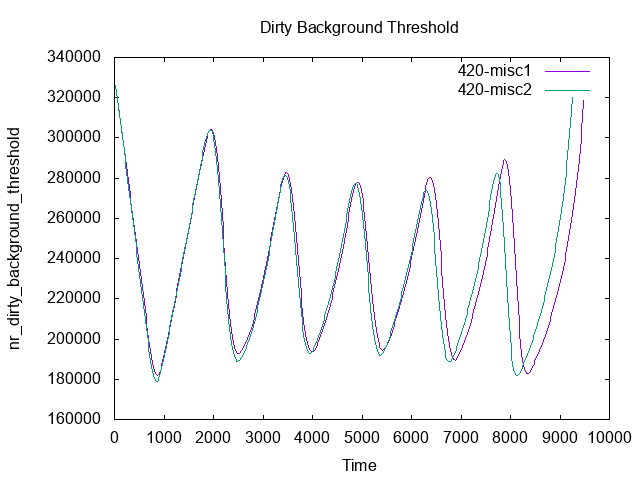 Dirty Background Threshold
nr_dirty_background_threshold
340000
320000
300000
280000
260000
240000
220000
200000
180000
160000
420-misc1
420-misc2
0 1000 2000 3000 4000 5000 6000 7000 8000 9000 10000
Time